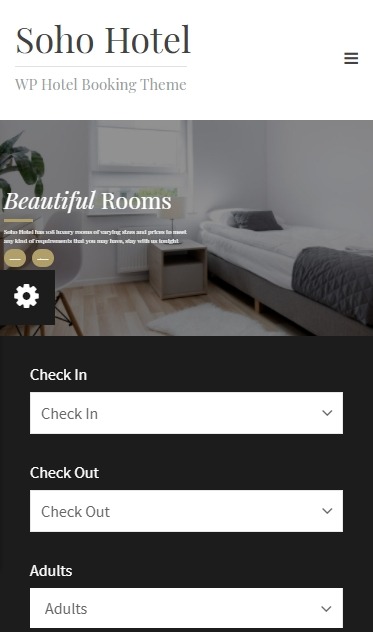 Soho Hotel
WP Hotel Booking Theme
Beautiful Rooms
Soho Hotel has 108 luxury rooms of varying sizes and prices to meet
any kind of requirements that you may have, stay with us tonight
Check In
Check In
Check Out
Check Out
Adults
Adults